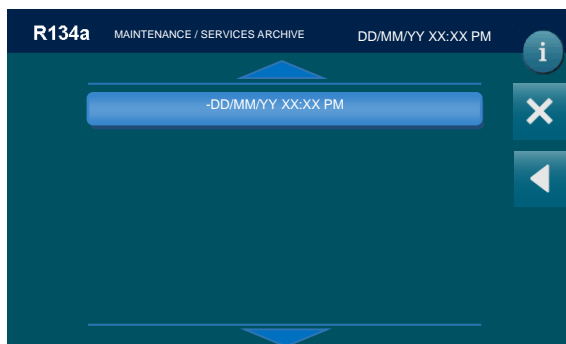 R134a MAINTENANCE / SERVICES ARCHIVE DD/MM/YY XX:XX PM
i
-DD/MM/YY XX:XX PM